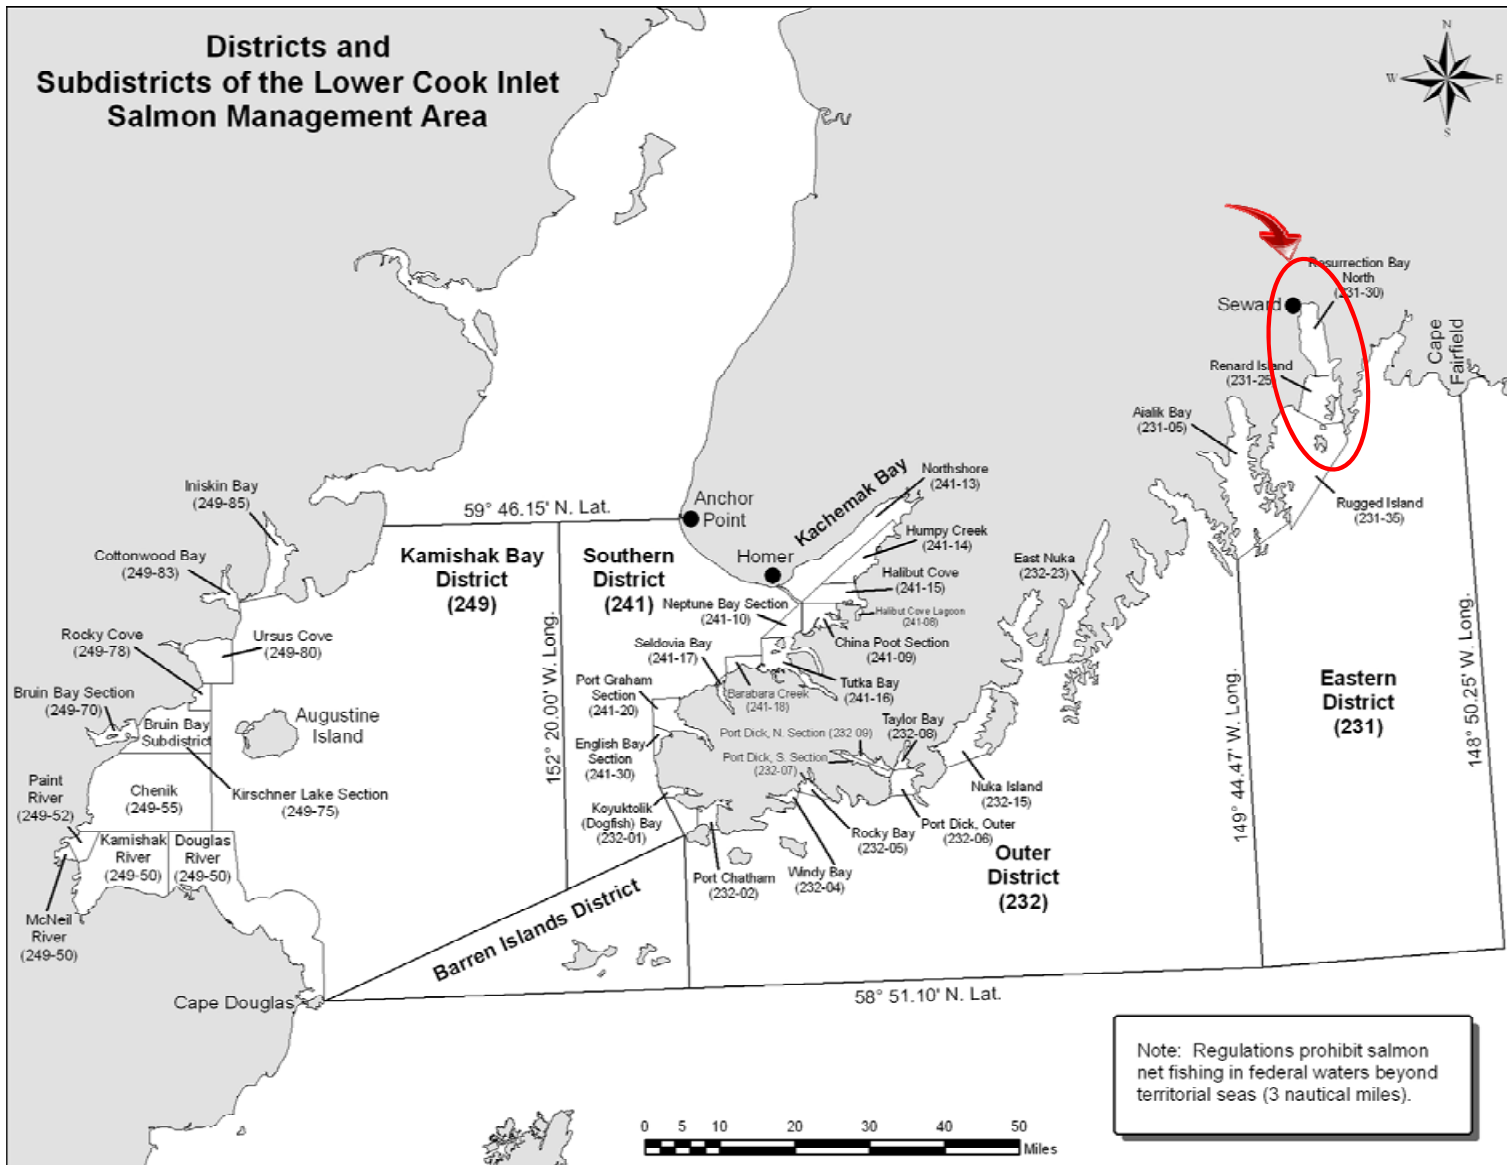 Districts and
Subdistricts of the Lower Cook Inlet
Salmon Management Area
N
W
E
S
Resurrection Bay
North
(231-30)
Seward
Cape
Fairfield
Renard Island
(231-25)
Aialik Bay
(231-05)
Rugged Island
(231-35)
Northshore
(241-13)
Kachemak Bay
Iniskin Bay
(249-85)
59° 46.15' N. Lat.
Anchor
Point
Humpy Creek
(241-14)
Cottonwood Bay
(249-83)
Kamishak Bay
District
(249)
Southern
District
(241)
Homer
Halibut Cove
(241-15)
East Nuka
(232-23)
Neptune Bay Section
(241-10)
Halibut Cove Lagoon
(241-08)
Rocky Cove
(249-78)
Ursus Cove
(249-80)
Seldovia Bay
(241-17)
China Poot Section
(241-09)
Bruin Bay Section
(249-70)
Port Graham
Section
(241-20)
Barabara Creek
(241-18)
Tutka Bay
(241-16)
Eastern
District
(231)
Bruin Bay
Subdistrict
Augustine
Island
152° 20.00' W. Long.
149° 44.47' W. Long.
148° 50.25' W. Long.
Port Dick, N. Section (232 09)
Taylor Bay
(232-08)
English Bay
Section
(241-30)
Port Dick, S. Section
(232-07)
Paint
River
(249-52)
Chenik
(249-55)
Kirschner Lake Section
(249-75)
Nuka Island
(232-15)
Koyuktolik
(Dogfish) Bay
(232-01)
Rocky Bay
(232-05)
Port Dick, Outer
(232-06)
Kamishak
River
(249-50)
Douglas
River
(249-50)
Port Chatham
(232-02)
Windy Bay
(232-04)
Outer
District
(232)
McNeil
River
(249-50)
Barren Islands District
Cape Douglas
58° 51.10' N. Lat.
Note: Regulations prohibit salmon
net fishing in federal waters beyond
territorial seas (3 nautical miles).
0 5 10 20 30 40 50
Miles